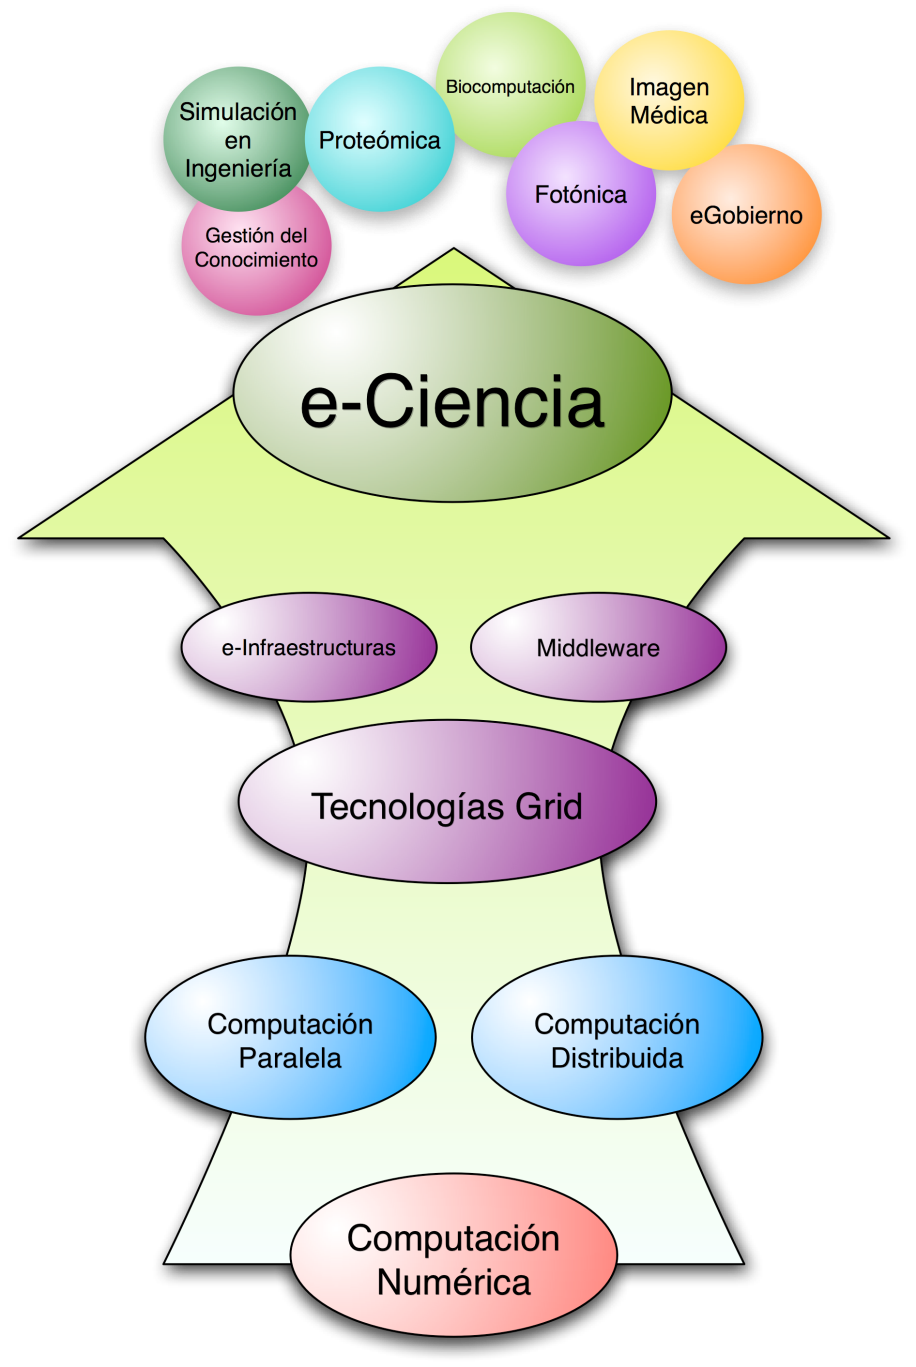 Biocomputación
Imagen
Médica
Simulación
en
Ingeniería
Proteómica
Fotónica
eGobierno
Gestión del
Conocimiento
e-Ciencia
e-Infraestructuras
Middleware
Tecnologías Grid
Computación
Paralela
Computación
Distribuida
Computación
Numérica